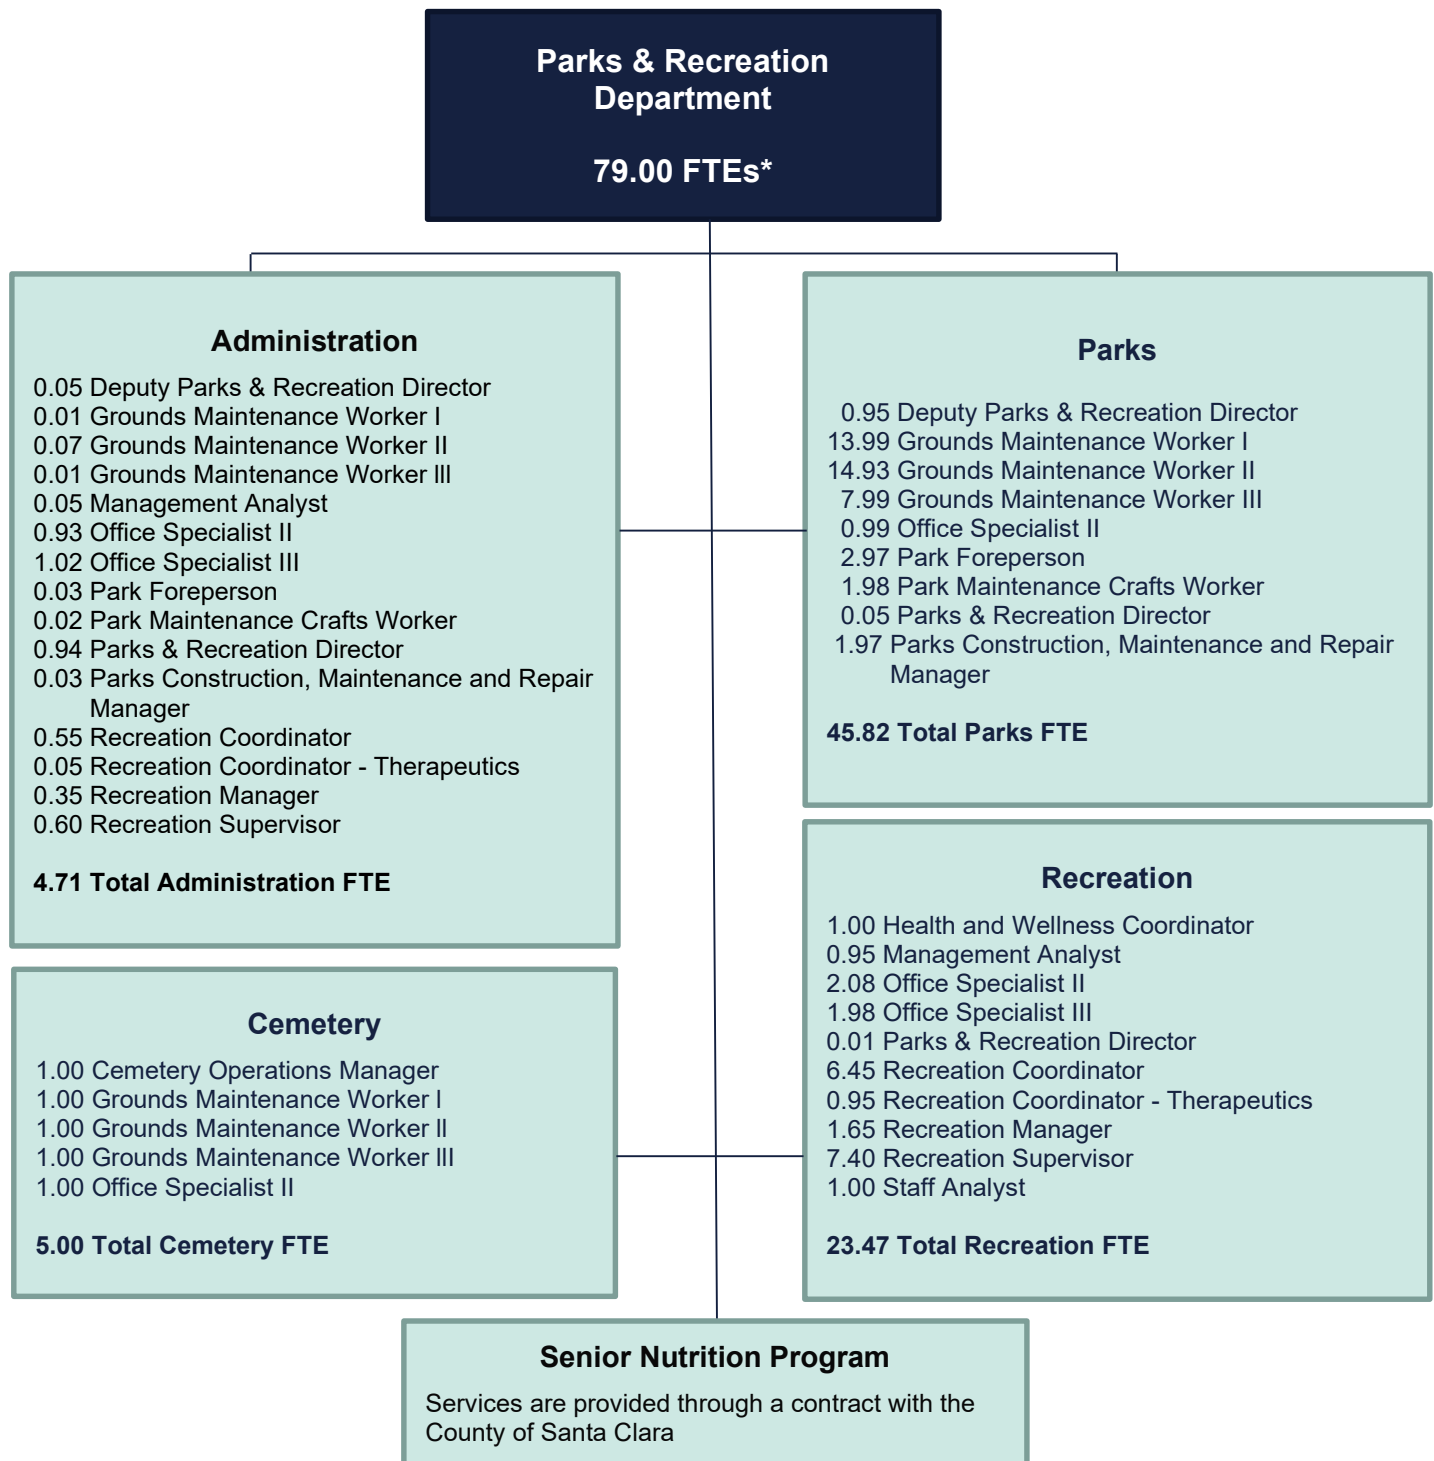 Parks & Recreation
Department
79.00 FTEs*
Administration
0.05 Deputy Parks & Recreation Director
0.01 Grounds Maintenance Worker I
0.07 Grounds Maintenance Worker II
0.01 Grounds Maintenance Worker III
0.05 Management Analyst
0.93 Office Specialist II
1.02 Office Specialist III
0.03 Park Foreperson
0.02 Park Maintenance Crafts Worker
0.94 Parks & Recreation Director
0.03 Parks Construction, Maintenance and Repair
Manager
0.55 Recreation Coordinator
0.05 Recreation Coordinator - Therapeutics
0.35 Recreation Manager
0.60 Recreation Supervisor
4.71 Total Administration FTE
Parks
0.95 Deputy Parks & Recreation Director
13.99 Grounds Maintenance Worker I
14.93 Grounds Maintenance Worker II
7.99 Grounds Maintenance Worker III
0.99 Office Specialist II
2.97 Park Foreperson
1.98 Park Maintenance Crafts Worker
0.05 Parks & Recreation Director
1.97 Parks Construction, Maintenance and Repair
Manager
45.82 Total Parks FTE
Cemetery
1.00 Cemetery Operations Manager
1.00 Grounds Maintenance Worker I
1.00 Grounds Maintenance Worker II
1.00 Grounds Maintenance Worker III
1.00 Office Specialist II
5.00 Total Cemetery FTE
Recreation
1.00 Health and Wellness Coordinator
0.95 Management Analyst
2.08 Office Specialist II
1.98 Office Specialist III
0.01 Parks & Recreation Director
6.45 Recreation Coordinator
0.95 Recreation Coordinator - Therapeutics
1.65 Recreation Manager
7.40 Recreation Supervisor
1.00 Staff Analyst
23.47 Total Recreation FTE
Senior Nutrition Program
Services are provided through a contract with the
County of Santa Clara